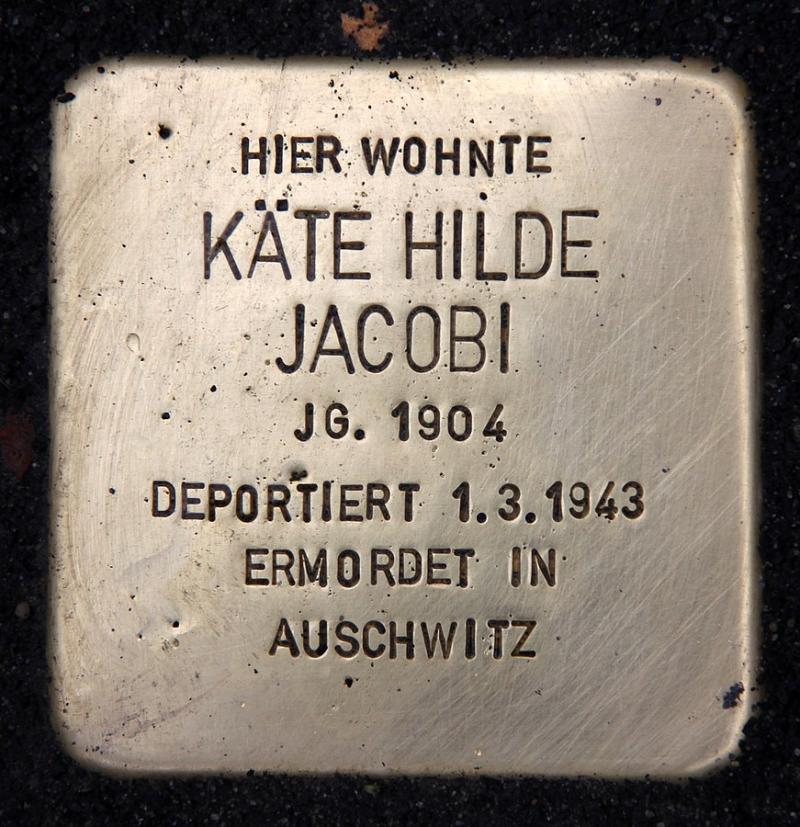 HIER WOHNTE
KÄTE HILDE
JACOBI
JG. 1904
DEPORTIERT 1.3.1943
ERMORDET IN
AUSCHWITZ